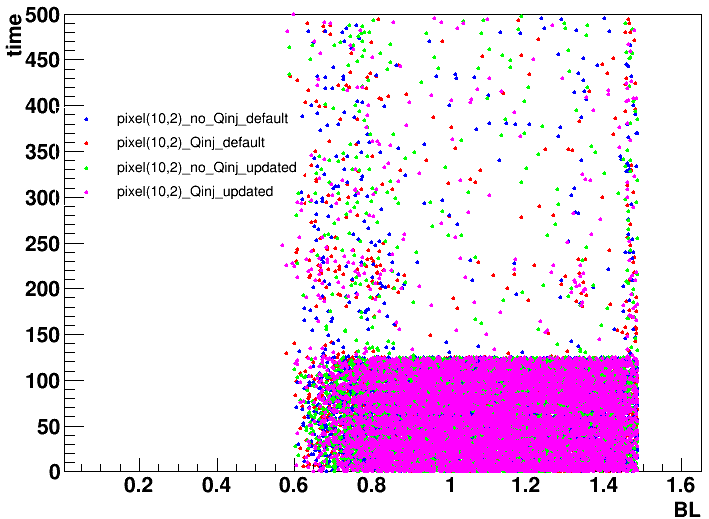 time
500
450
400
350
300
250
200
150
100
50
0
pixel(10,2)_no_Qinj_default
pixel(10,2)_Qinj_default
pixel(10,2)_no_Qinj_updated
pixel(10,2)_Qinj_updated
0.2 0.4 0.6 0.8 1 1.2 1.4 1.6
BL